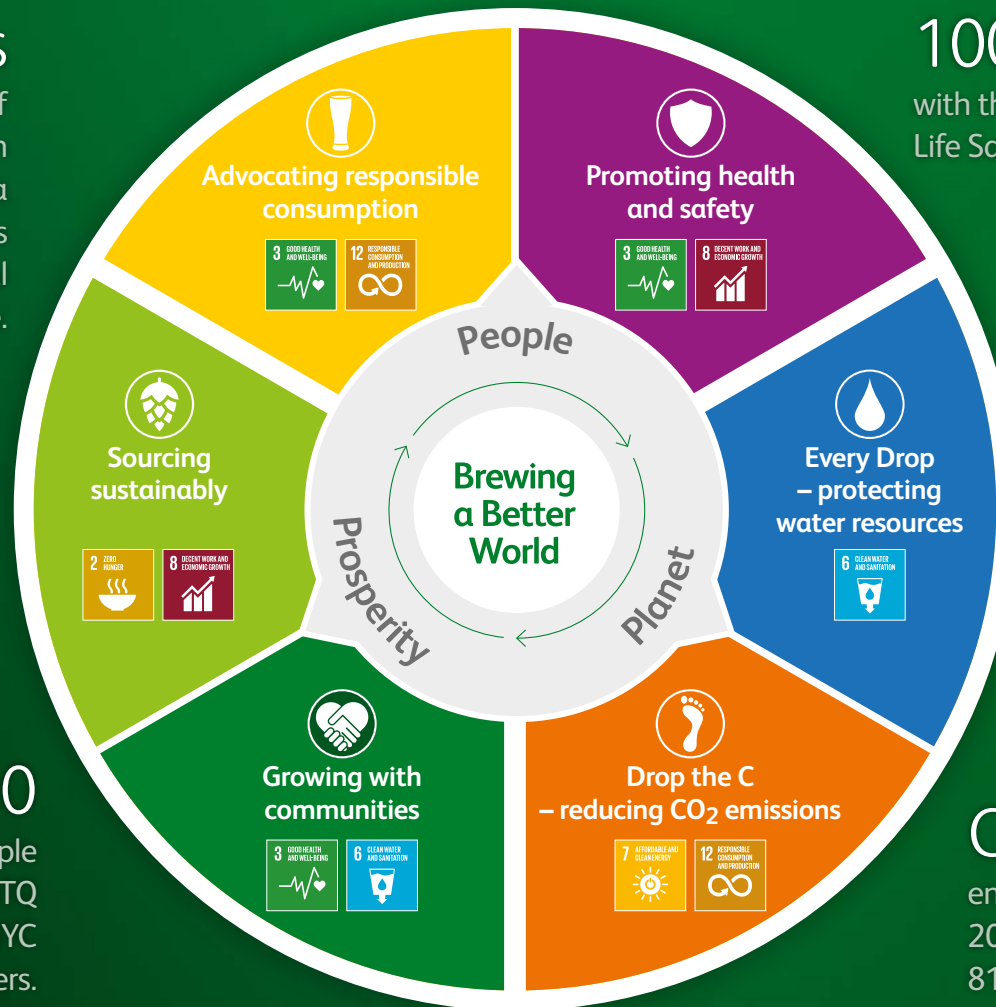 s
f
n
a
s
l
.
100
with th
Life Sa
Advocating responsible
consumption
3 GOOD HEALTH
AND WELL-BEING
12 RESPONSIBLE
CONSUMPTION
AND PRODUCTION
Promoting health
and safety
3 GOOD HEALTH
AND WELL-BEING
8 DECENT WORK AND
ECONOMIC GROWTH
People
Sourcing
sustainably
2 ZERO
HUNGER
8 DECENT WORK AND
ECONOMIC GROWTH
Brewing
a Better
World
Every Drop
– protecting
water resources
6 CLEAN WATER
AND SANITATION
Prosperity
Planet
Growing with
communities
3 GOOD HEALTH
AND WELL-BEING
6 CLEAN WATER
AND SANITATION
Drop the C
– reducing CO2 emissions
7 AFFORDABLE AND
CLEAN ENERGY
12 RESPONSIBLE
CONSUMPTION
AND PRODUCTION
0
ple
TQ
YC
ers.
en
20
81